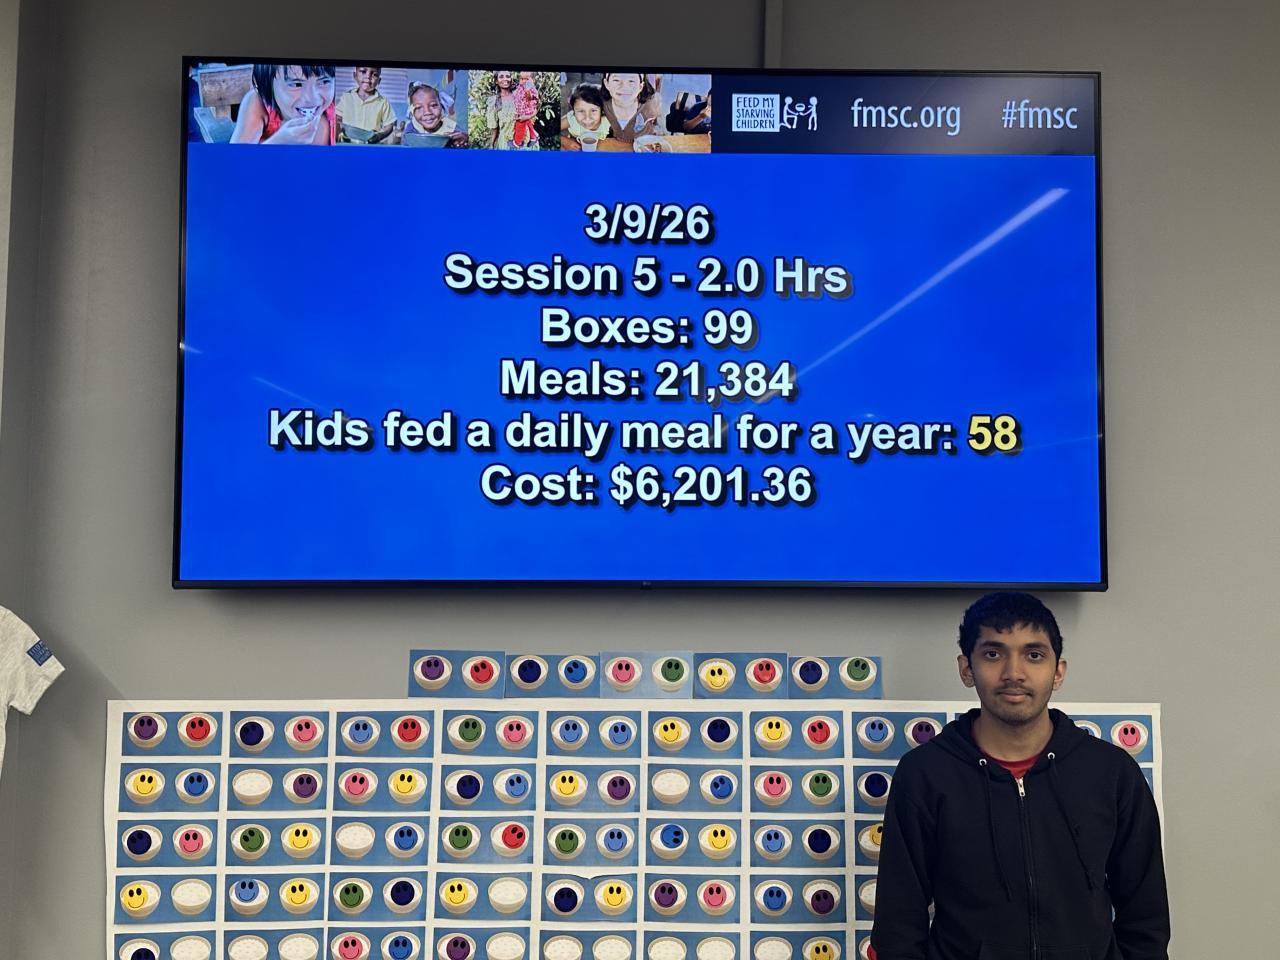 FEED MY
STARVING
CHILDREN
fmsc.org
#fmsc
3/9/26
Session 5 - 2.0 Hrs
Boxes: 99
Meals: 21,384
Kids fed a daily meal for a year: 58
Cost: $6,201.36